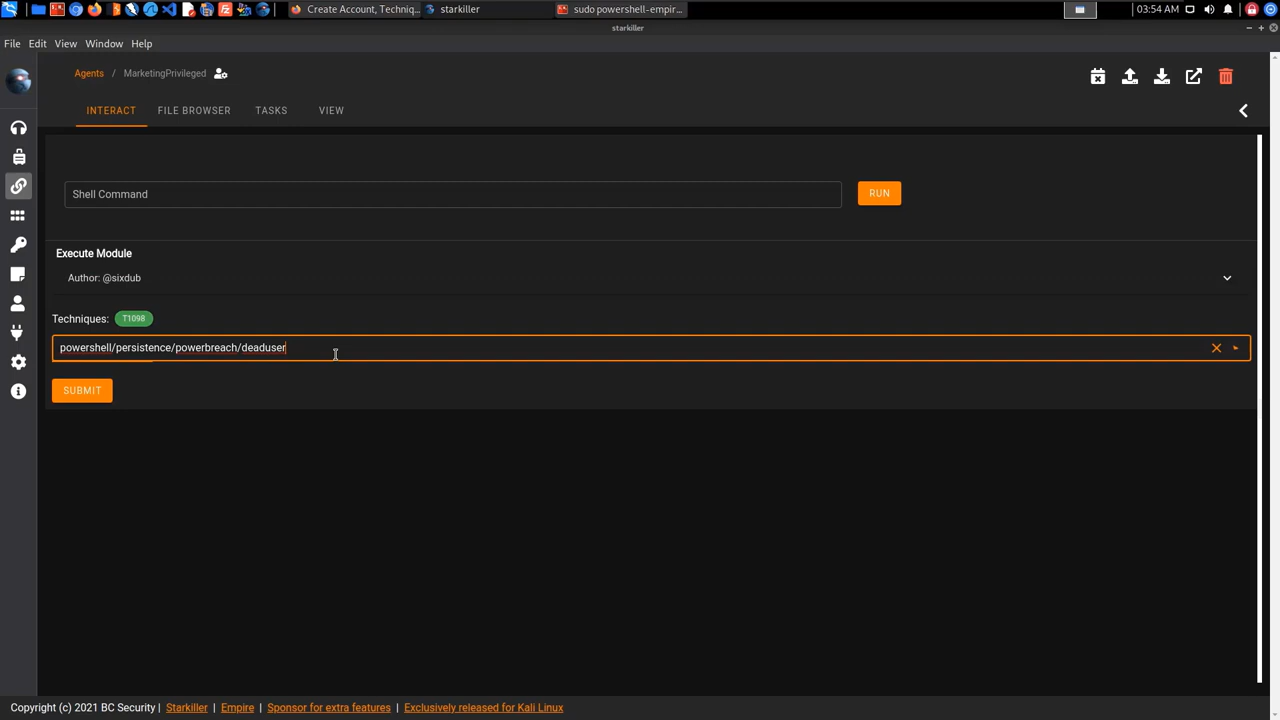 Create Account, Techniq...
starkiller
sudo powershell-empir...
03:54 AM
starkiller
File Edit View Window Help
Agents / MarketingPrivileged
INTERACT FILE BROWSER TASKS VIEW
Shell Command
RUN
Execute Module
Author: @sixdub
Techniques: T1098
powershell/persistence/powerbreach/deaduser
SUBMIT
Copyright (c) 2021 BC Security | Starkiller | Empire | Sponsor for extra features | Exclusively released for Kali Linux